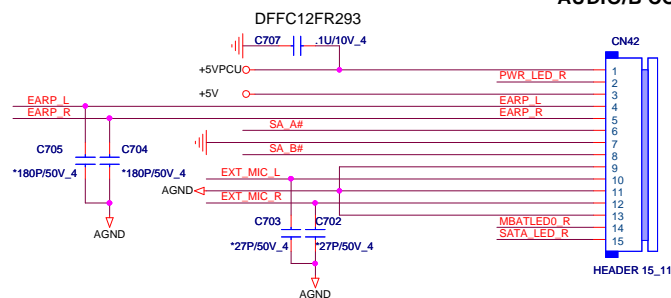 AUDIO/B CO
DFFC12FR293
C707 .1U/10V_4
CN42
+5VPCU 1
PWR_LED_R 2
+5V 3
EARP_L EARP_L 4
EARP_R EARP_R 5
SA_A# 6
7
SA_B# 8
C705 C704
9
*180P/50V_4 *180P/50V_4
EXT_MIC_L 10
AGND 11
EXT_MIC_R 12
13
C703 C702
MBATLED0_R 14
AGND
*27P/50V_4 *27P/50V_4
SATA_LED_R 15
HEADER 15_11
AGND